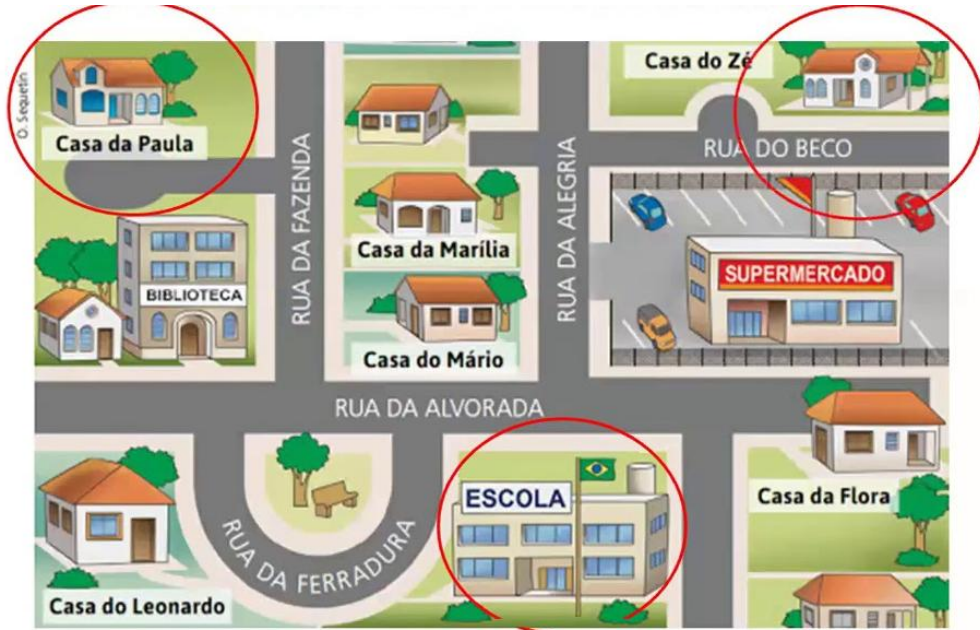 O. Sequetin
Casa da Paula
Casa do Zé
RUA DO BECO
RUA DA FAZENDA
RUA DA ALEGRIA
Casa da Marília
BIBLIOTECA
SUPERMERCADO
Casa do Mário
RUA DA ALVORADA
ESCOLA
Casa da Flora
RUA DA FERRADURA
Casa do Leonardo